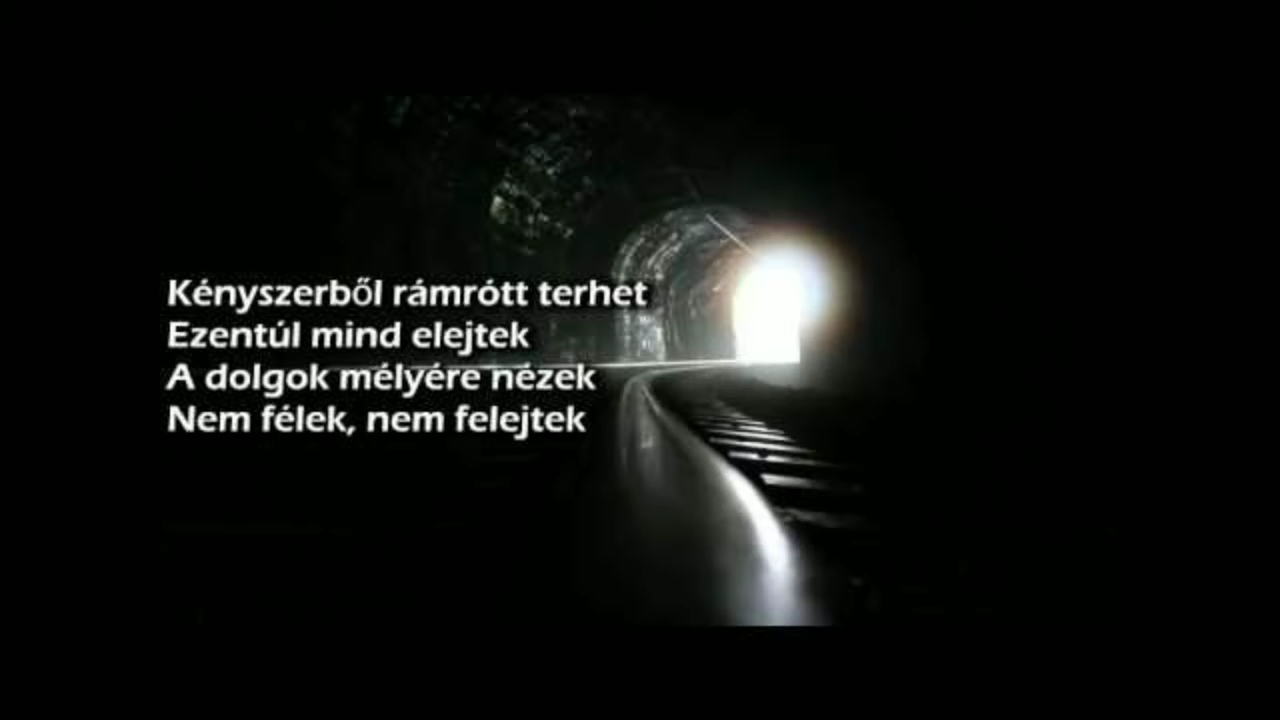 Kényszerből rámrótt terhet
Ezentúl mind elejtek
A dolgok mélyére nézek
Nem félek, nem felejtek